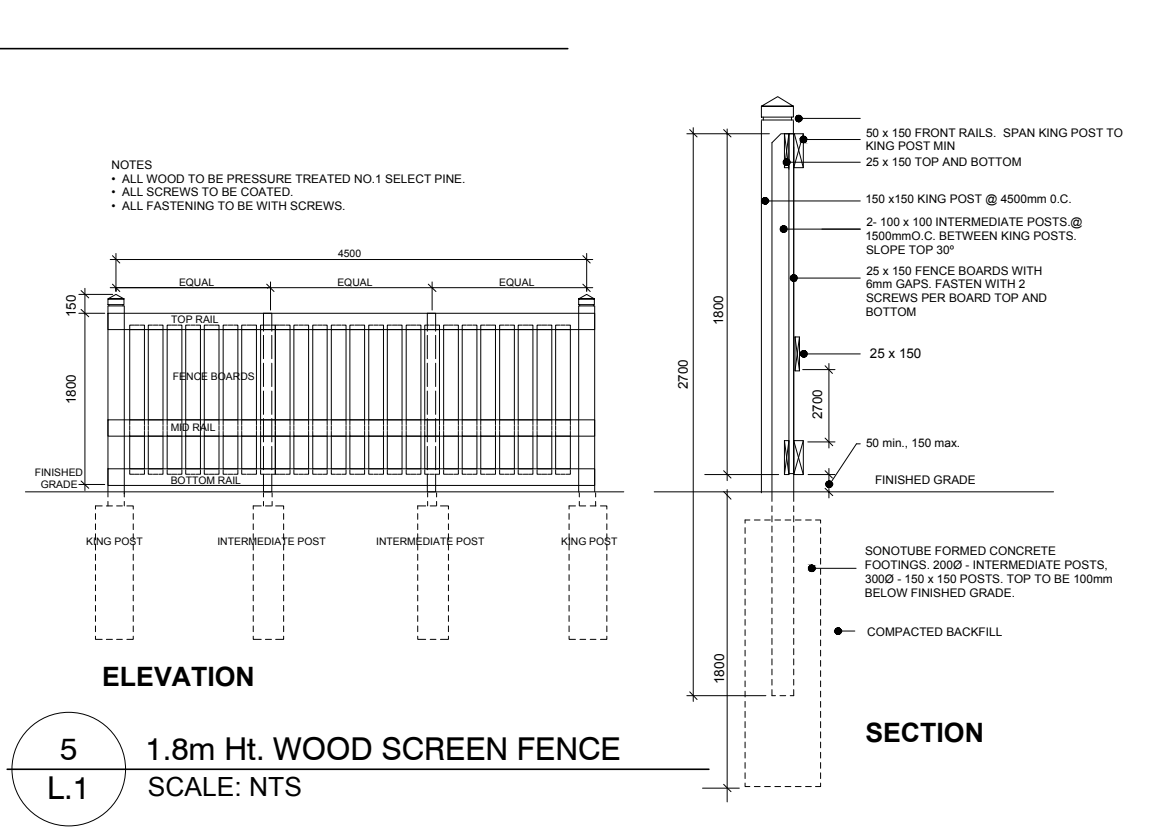 NOTES
• ALL WOOD TO BE PRESSURE TREATED NO.1 SELECT PINE.
• ALL SCREWS TO BE COATED.
• ALL FASTENING TO BE WITH SCREWS.
4500
EQUAL
EQUAL
EQUAL
150
1800
TOP RAIL
FENCE BOARDS
MID RAIL
BOTTOM RAIL
FINISHED
GRADE
KING POST
INTERMEDIATE POST
INTERMEDIATE POST
KING POST
ELEVATION
50 x 150 FRONT RAILS. SPAN KING POST TO
KING POST MIN
25 x 150 TOP AND BOTTOM
150 x150 KING POST @ 4500mm 0.C.
2- 100 x 100 INTERMEDIATE POSTS.@
1500mmO.C. BETWEEN KING POSTS.
SLOPE TOP 30º
25 x 150 FENCE BOARDS WITH
6mm GAPS. FASTEN WITH 2
SCREWS PER BOARD TOP AND
BOTTOM
25 x 150
2700
1800
2700
50 min., 150 max.
FINISHED GRADE
SONOTUBE FORMED CONCRETE
FOOTINGS. 200Ø - INTERMEDIATE POSTS,
300Ø - 150 x 150 POSTS. TOP TO BE 100mm
BELOW FINISHED GRADE.
COMPACTED BACKFILL
1800
SECTION
5
L.1
1.8m Ht. WOOD SCREEN FENCE
SCALE: NTS